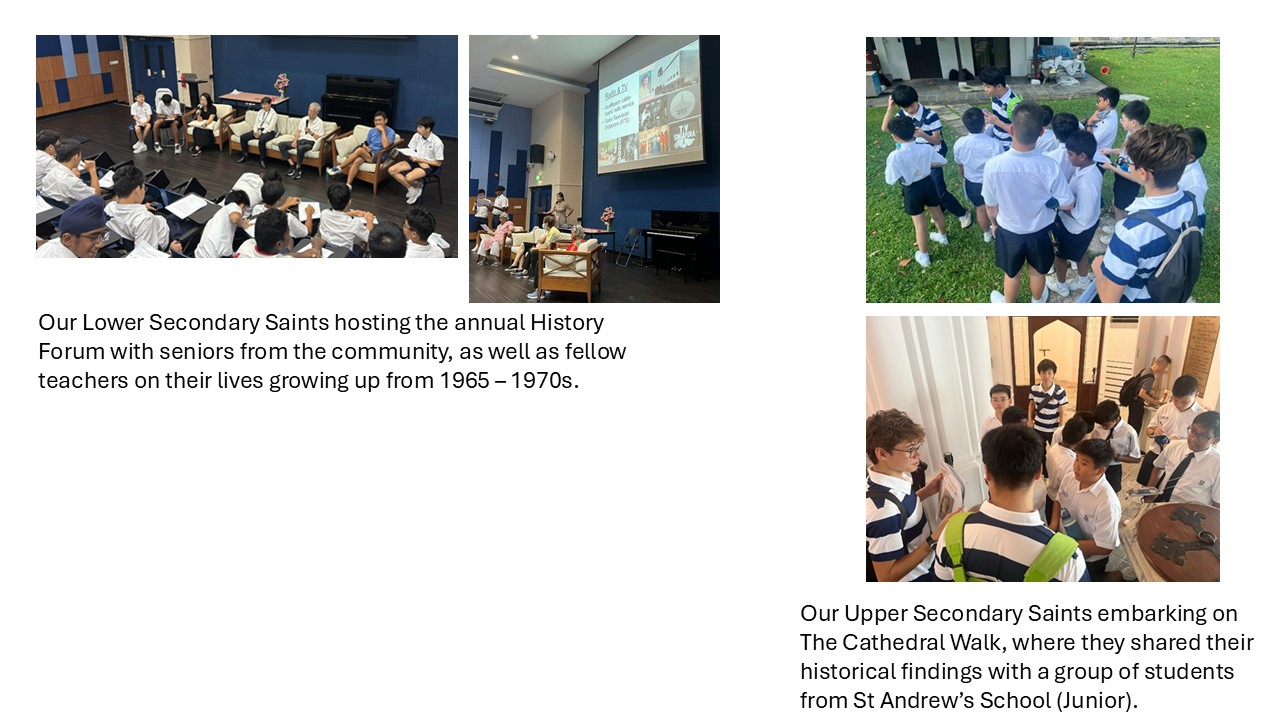 Radio & TV
TV
SINGAPURA
Our Lower Secondary Saints hosting the annual History
Forum with seniors from the community, as well as fellow
teachers on their lives growing up from 1965 – 1970s.
Our Upper Secondary Saints embarking on
The Cathedral Walk, where they shared their
historical findings with a group of students
from St Andrew’s School (Junior).